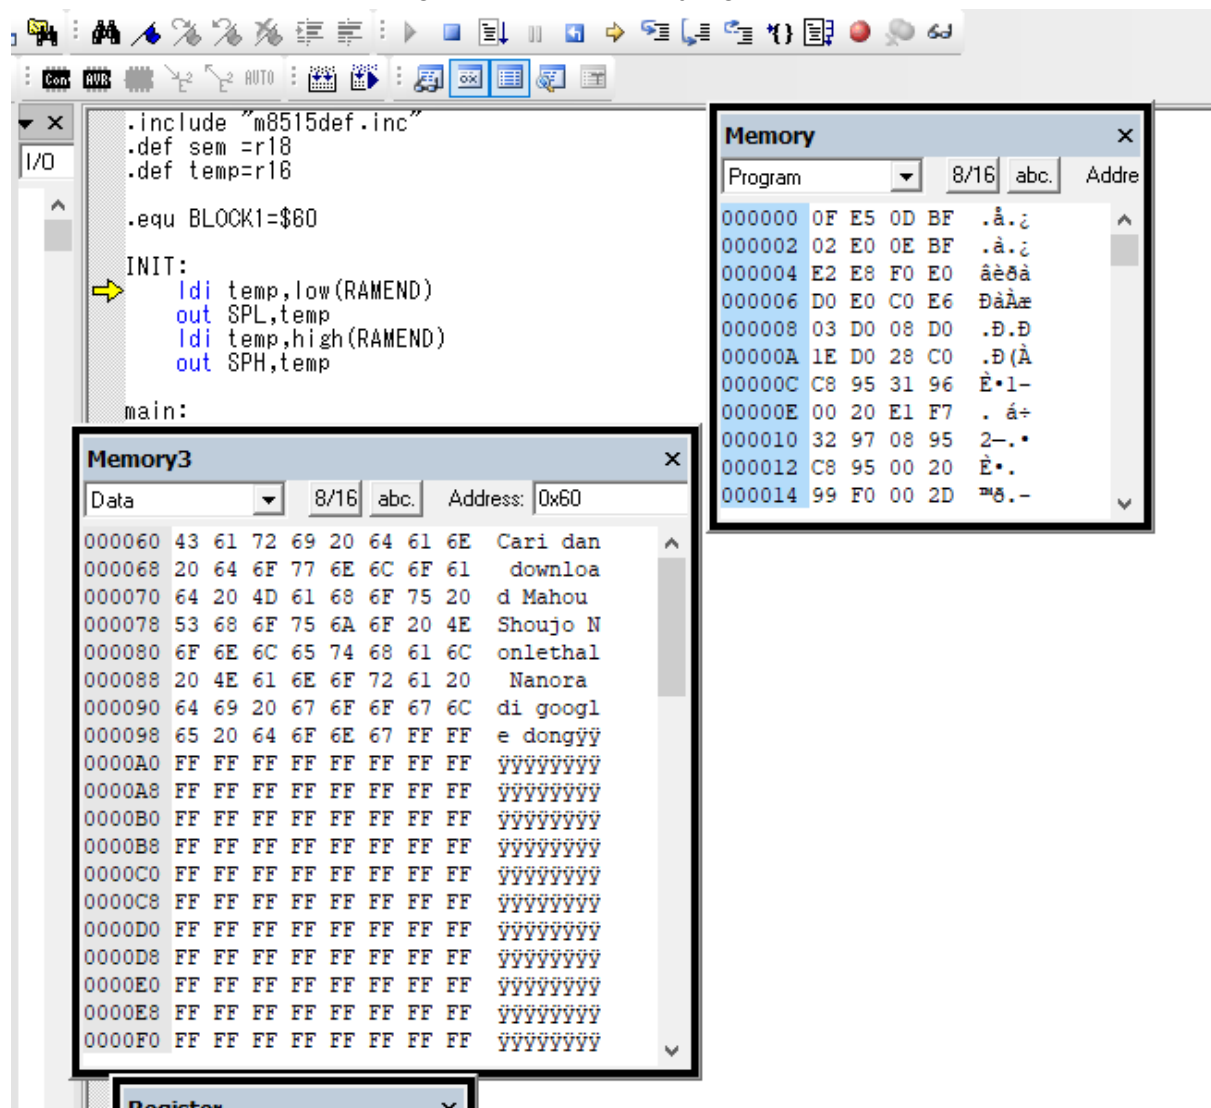 Con
AVR
AUTO
I/O
.include "m8515def.inc"
.def sem =r18
.def temp=r16
.equ BLOCK1=$60
INIT:
ldi temp,low(RAMEND)
out SPL,temp
ldi temp,high(RAMEND)
out SPH,temp
main:
Memory
Program 8/16 abc. Addre
000000 0F E5 0D BF .å.¿
000002 02 E0 0E BF .à.¿
000004 E2 E8 F0 E0 âèðà
000006 D0 E0 C0 E6 ÐàÀæ
000008 03 D0 08 D0 .Ð.Ð
00000A 1E D0 28 C0 .Ð(À
00000C C8 95 31 96 È•1–
00000E 00 20 E1 F7 . á÷
000010 32 97 08 95 2—.•
000012 C8 95 00 20 È•.
000014 99 F0 00 2D ™ð.-
Memory3
Data 8/16 abc. Address: 0x60
000060 43 61 72 69 20 64 61 6E Cari dan
000068 20 64 6F 77 6E 6C 6F 61 downloa
000070 64 20 4D 61 68 6F 75 20 d Mahou
000078 53 68 6F 75 6A 6F 20 4E Shoujo N
000080 6F 6E 6C 65 74 68 61 6C onlethal
000088 20 4E 61 6E 6F 72 61 20 Nanora
000090 64 69 20 67 6F 6F 67 6C di googl
000098 65 20 64 6F 6E 67 FF FF e dongÿÿ
0000A0 FF FF FF FF FF FF FF FF ÿÿÿÿÿÿÿÿ
0000A8 FF FF FF FF FF FF FF FF ÿÿÿÿÿÿÿÿ
0000B0 FF FF FF FF FF FF FF FF ÿÿÿÿÿÿÿÿ
0000B8 FF FF FF FF FF FF FF FF ÿÿÿÿÿÿÿÿ
0000C0 FF FF FF FF FF FF FF FF ÿÿÿÿÿÿÿÿ
0000C8 FF FF FF FF FF FF FF FF ÿÿÿÿÿÿÿÿ
0000D0 FF FF FF FF FF FF FF FF ÿÿÿÿÿÿÿÿ
0000D8 FF FF FF FF FF FF FF FF ÿÿÿÿÿÿÿÿ
0000E0 FF FF FF FF FF FF FF FF ÿÿÿÿÿÿÿÿ
0000E8 FF FF FF FF FF FF FF FF ÿÿÿÿÿÿÿÿ
0000F0 FF FF FF FF FF FF FF FF ÿÿÿÿÿÿÿÿ
Register